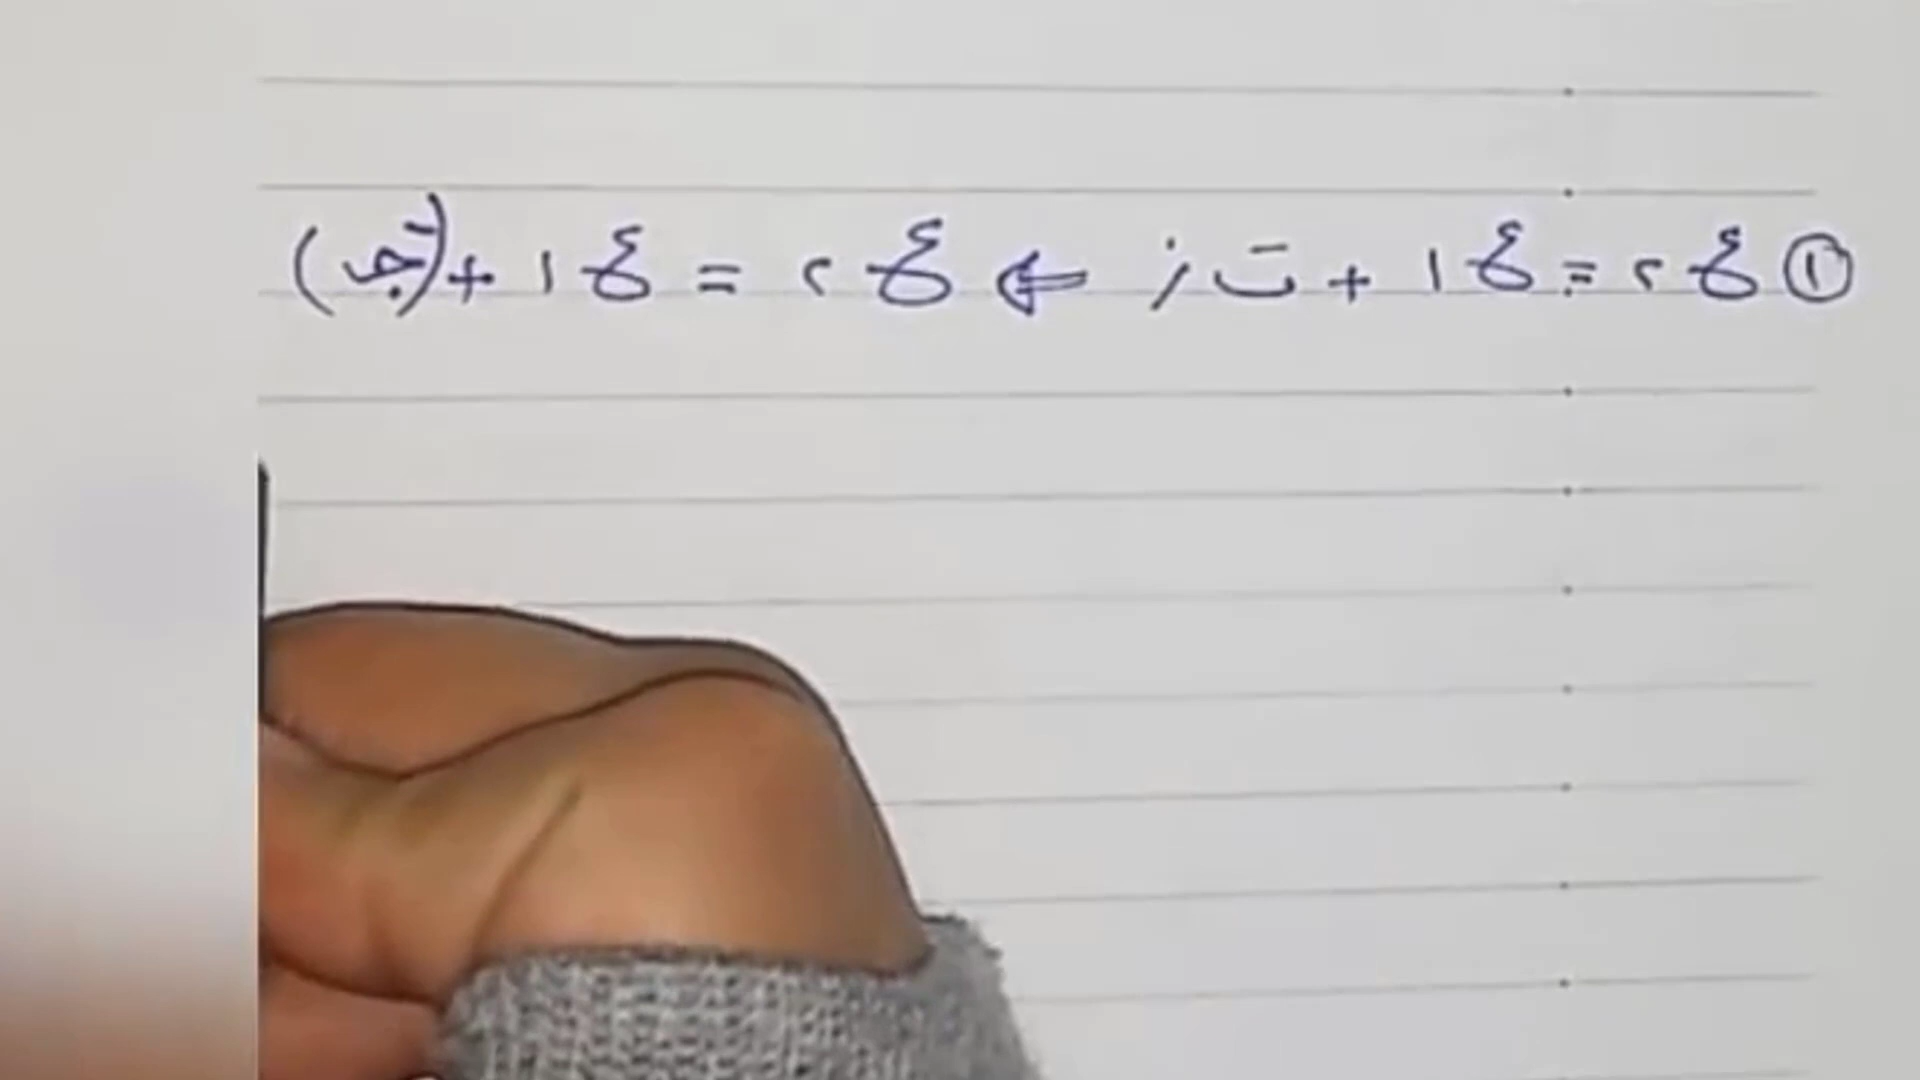 ① ع٢ = ع١ + ت ز ⇐ ع٢ = ع١ + (-جـ)